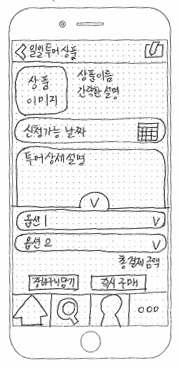 일일투어상품
상품
이미지
상품이름
간략한 설명
신청가능 날짜
투어상세설명
옵션 1
옵션 2
총 결제 금액
장바구니 담기
즉시 구매